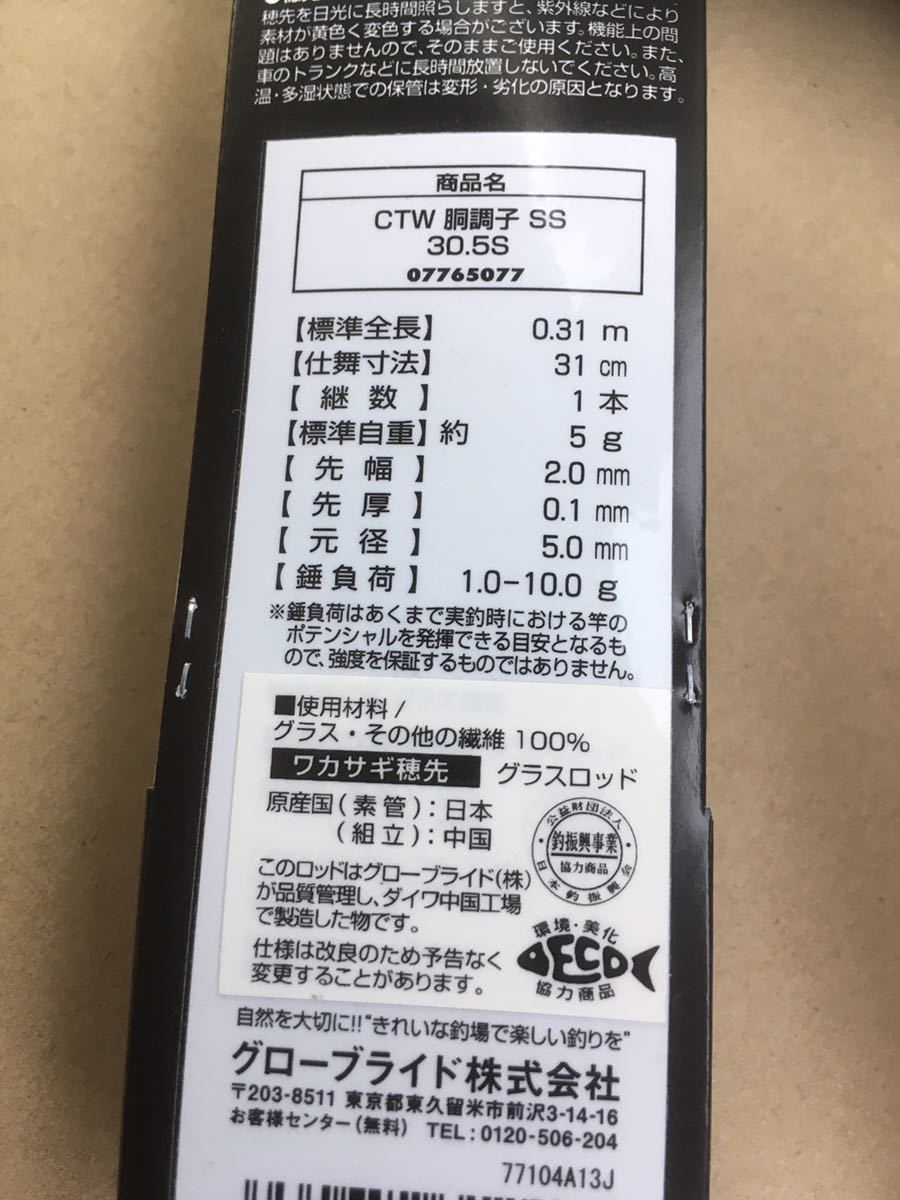 穂先を日光に長時間照らしますと、紫外線などにより
素材が黄色く変色する場合がございます。機能上の問
題はありませんので、そのままご使用ください。また、
車のトランクなどに長時間放置しないでください。高
温・多湿状態での保管は変形・劣化の原因となります。
商品名
CTW 胴調子 SS
30.5S
07765077
【標準全長】 0.31 m
【仕舞寸法】 31 cm
【継数】 1 本
【標準自重】約 5 g
【先幅】 2.0 mm
【先厚】 0.1 mm
【元径】 5.0 mm
【錘負荷】 1.0-10.0 g
※錘負荷はあくまで実釣時における竿の
ポテンシャルを発揮できる目安となるも
ので、強度を保証するものではありません。
■使用材料/
グラス・その他の繊維 100%
ワカサギ穂先 グラスロッド
原産国(素管):日本
(組立):中国
公益財団法人
釣振興事業
協力商品
日本釣振興会
このロッドはグローブライド(株)
が品質管理し、ダイワ中国工場
で製造した物です。
仕様は改良のため予告なく
変更することがあります。
環境・美化
DECO
協力商品
自然を大切に!!"きれいな釣場で楽しい釣りを"
グローブライド株式会社
〒203-8511 東京都東久留米市前沢3-14-16
お客様センター(無料) TEL:0120-506-204
77104A13J